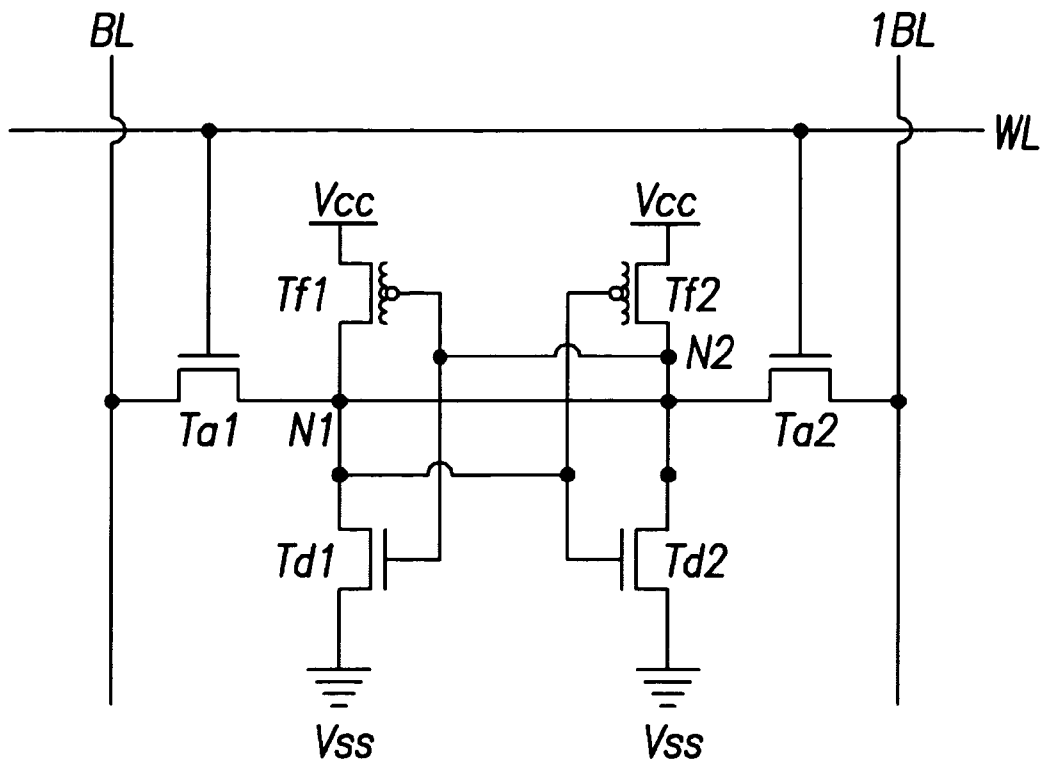 BL
1BL
WL
Vcc
Vcc
Tf1
Tf2
N2
Ta1
N1
Ta2
Td1
Td2
Vss
Vss